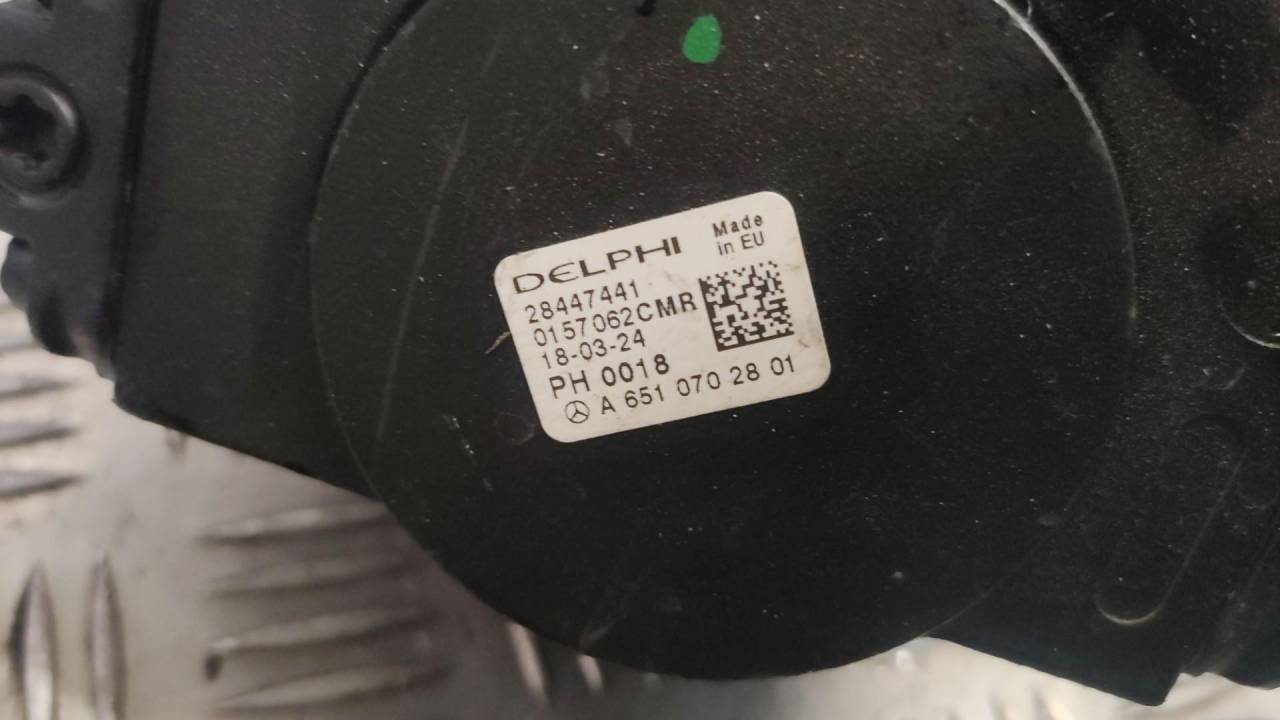 DELPHI
Made
in EU
28447441
0157062CMR
18-03-24
PH 0018
A 651 070 28 01